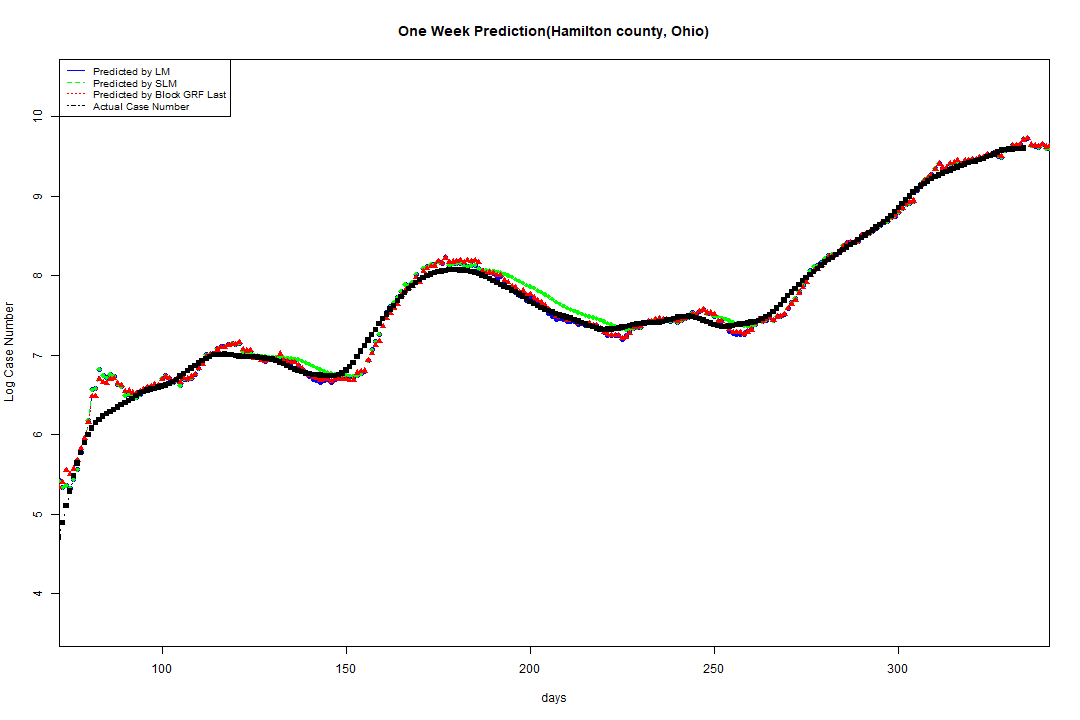 One Week Prediction(Hamilton county, Ohio)
Predicted by LM
Predicted by SLM
Predicted by Block GRF Last
Actual Case Number
10
9
8
7
6
5
4
Log Case Number
100 150 200 250 300
days